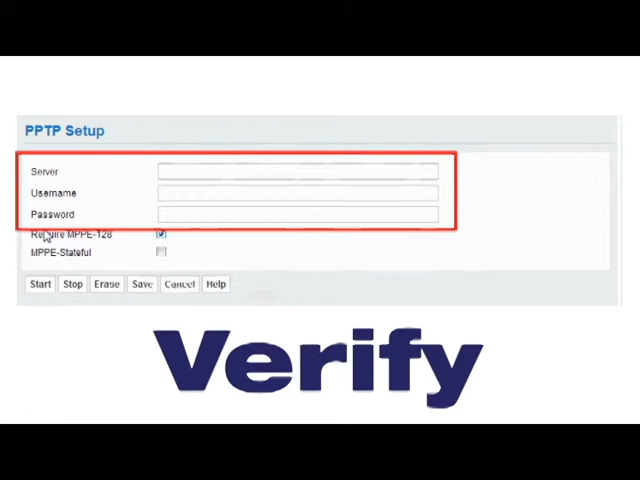 PPTP Setup
Server
Username
Password
Require MPPE-128
MPPE-Stateful
Start Stop Erase Save Cancel Help
Verify